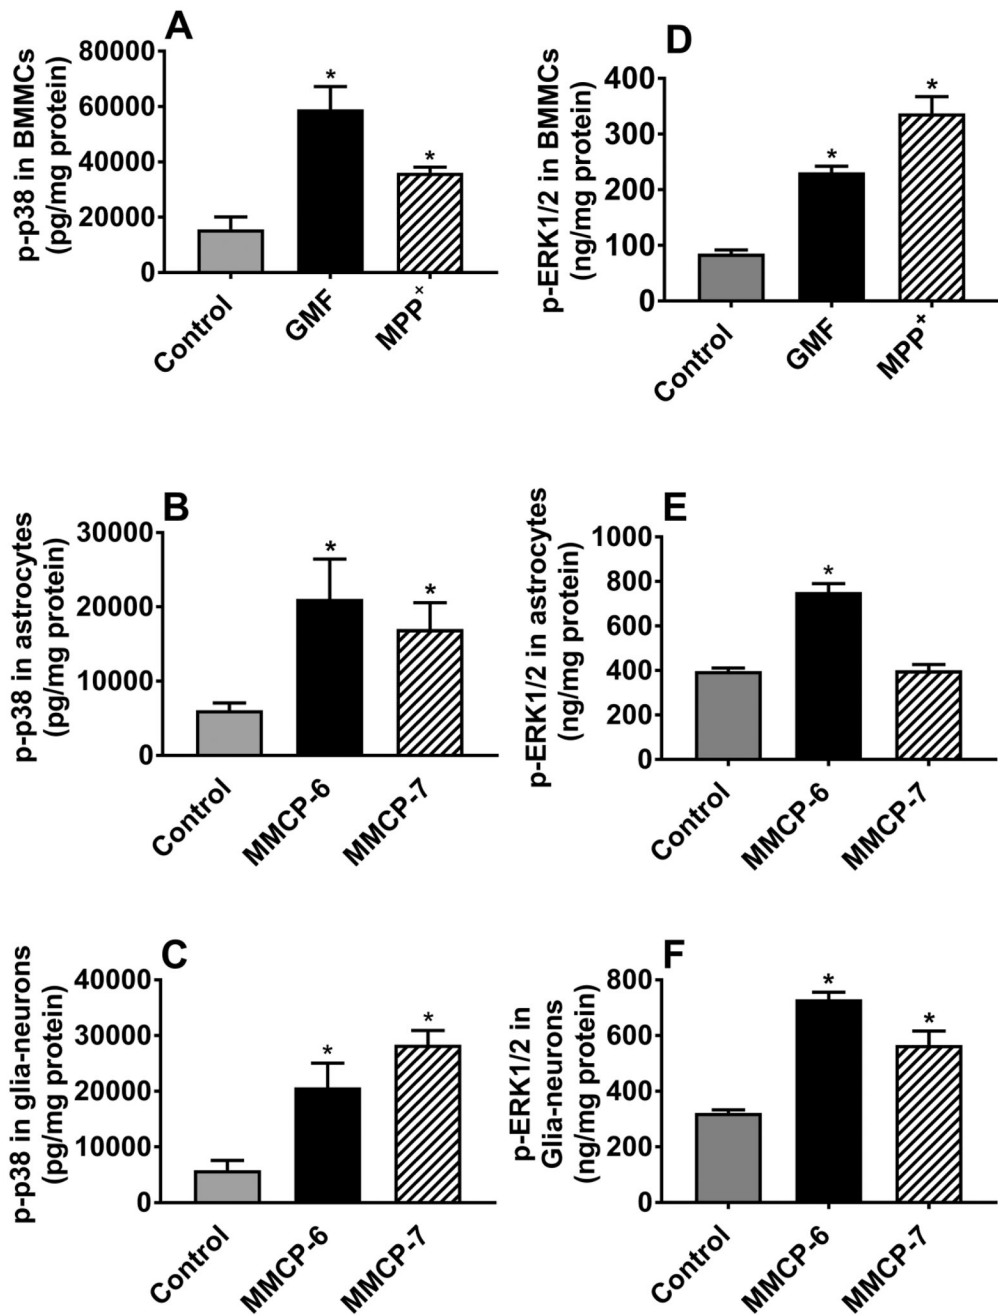 A
p-p38 in BMMCs
(pg/mg protein)
80000
60000
40000
20000
0
*
*
Control
GMF
MPP+
D
p-ERK1/2 in BMMCs
(ng/mg protein)
400
300
200
100
0
*
*
Control
GMF
MPP+
B
p-p38 in astrocytes
(pg/mg protein)
30000
20000
10000
0
*
*
Control
MMCP-6
MMCP-7
E
p-ERK1/2 in astrocytes
(ng/mg protein)
1000
800
600
400
200
0
*
Control
MMCP-6
MMCP-7
C
p-p38 in glia-neurons
(pg/mg protein)
40000
30000
20000
10000
0
*
*
Control
MMCP-6
MMCP-7
F
p-ERK1/2 in
Glia-neurons
(ng/mg protein)
800
600
400
200
0
*
*
Control
MMCP-6
MMCP-7